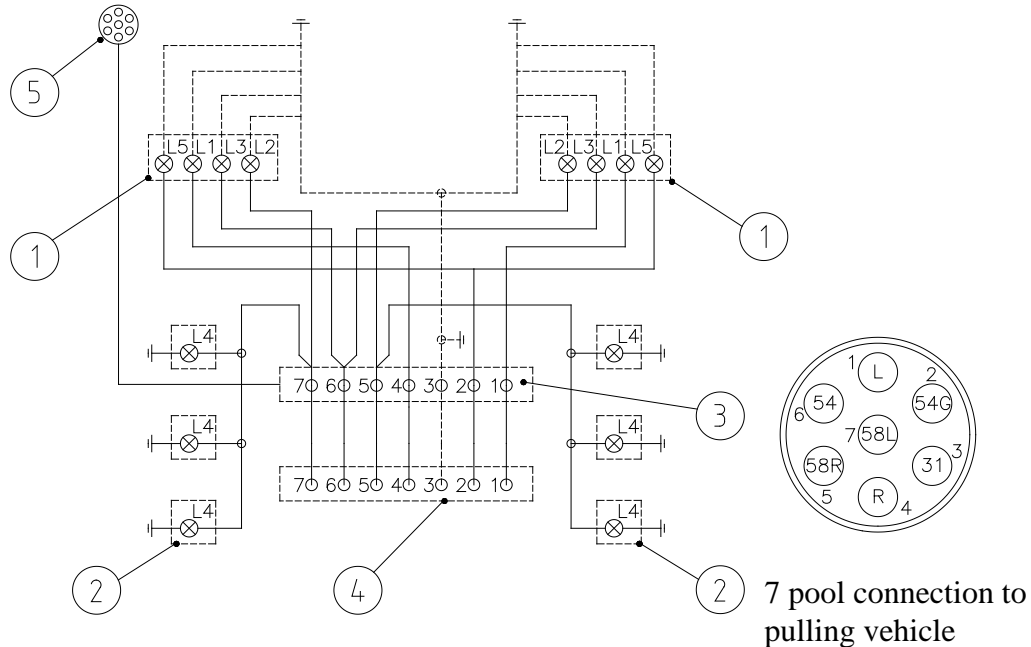 5
L5 L1 L3 L2
L2 L3 L1 L5
1
1
L4
L4
7 6 5 4 3 2 1
3
L4
L4
7 6 5 4 3 2 1
L4
L4
2
4
2
1 L 2
54 54G
6
7 58L 3
58R 31
5 R 4
7 pool connection to
pulling vehicle